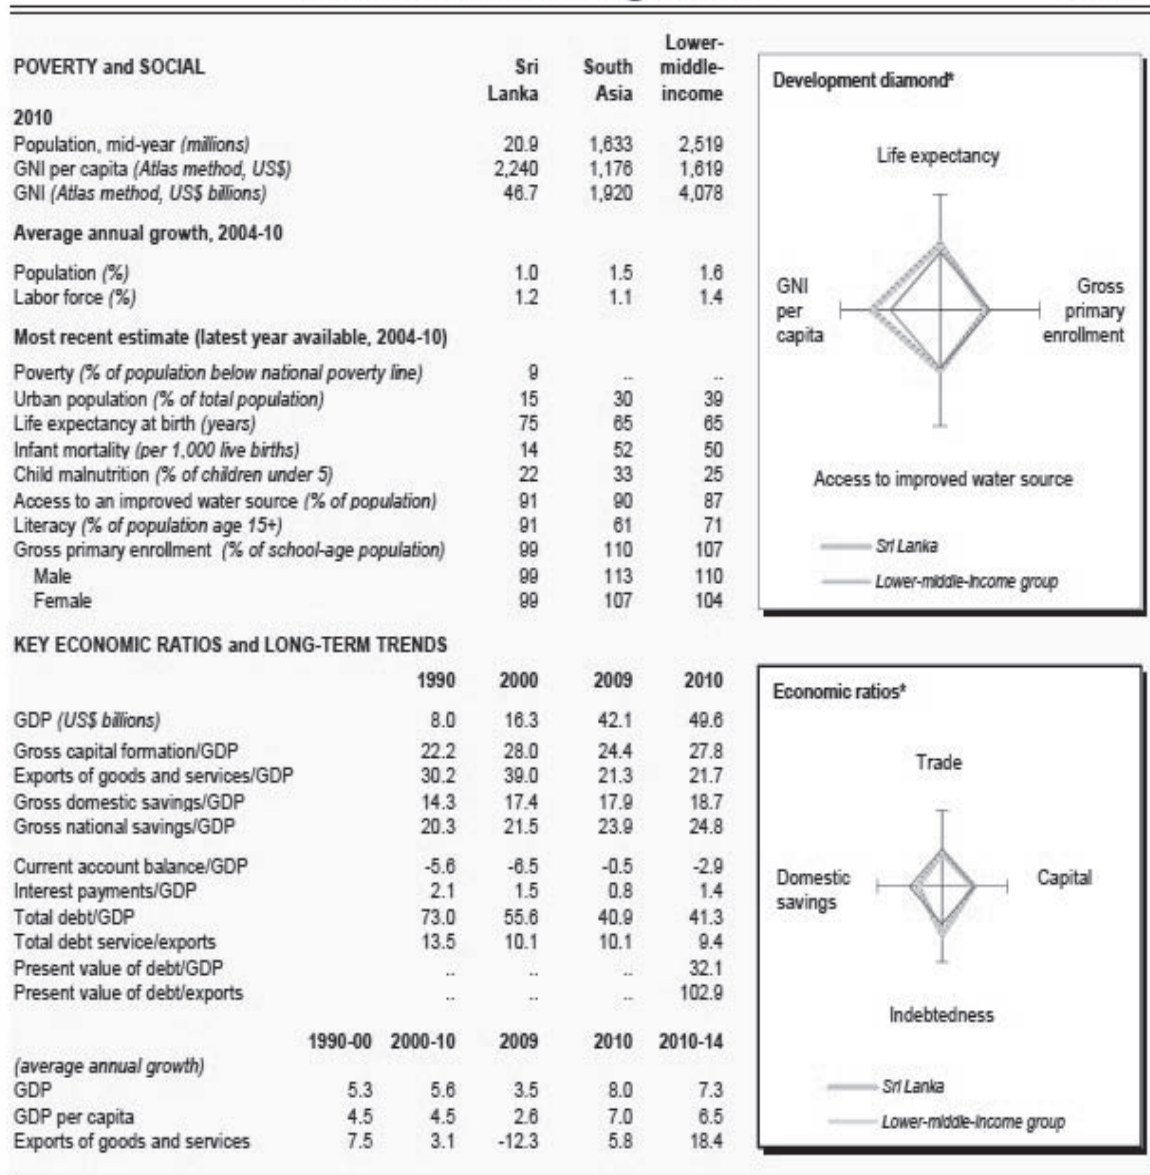 POVERTY and SOCIAL Sri Lanka South Asia Lower-middle-income
2010
Population, mid-year (millions) 20.9 1,633 2,519
GNI per capita (Atlas method, US$) 2,240 1,176 1,619
GNI (Atlas method, US$ billions) 46.7 1,920 4,078
Average annual growth, 2004-10
Population (%) 1.0 1.5 1.6
Labor force (%) 1.2 1.1 1.4
Most recent estimate (latest year available, 2004-10)
Poverty (% of population below national poverty line) 9 .. ..
Urban population (% of total population) 15 30 39
Life expectancy at birth (years) 75 65 65
Infant mortality (per 1,000 live births) 14 52 50
Child malnutrition (% of children under 5) 22 33 25
Access to an improved water source (% of population) 91 90 87
Literacy (% of population age 15+) 91 61 71
Gross primary enrollment (% of school-age population) 99 110 107
Male 99 113 110
Female 99 107 104
Development diamond*
Life expectancy
GNI per capita
Gross primary enrollment
Access to improved water source
Sri Lanka
Lower-middle-income group
KEY ECONOMIC RATIOS and LONG-TERM TRENDS
1990 2000 2009 2010
GDP (US$ billions) 8.0 16.3 42.1 49.6
Gross capital formation/GDP 22.2 28.0 24.4 27.8
Exports of goods and services/GDP 30.2 39.0 21.3 21.7
Gross domestic savings/GDP 14.3 17.4 17.9 18.7
Gross national savings/GDP 20.3 21.5 23.9 24.8
Current account balance/GDP -5.6 -6.5 -0.5 -2.9
Interest payments/GDP 2.1 1.5 0.8 1.4
Total debt/GDP 73.0 55.6 40.9 41.3
Total debt service/exports 13.5 10.1 10.1 9.4
Present value of debt/GDP .. .. .. 32.1
Present value of debt/exports .. .. .. 102.9
1990-00 2000-10 2009 2010 2010-14
(average annual growth)
GDP 5.3 5.6 3.5 8.0 7.3
GDP per capita 4.5 4.5 2.6 7.0 6.5
Exports of goods and services 7.5 3.1 -12.3 5.8 18.4
Economic ratios*
Trade
Domestic savings
Capital
Indebtedness
Sri Lanka
Lower-middle-income group